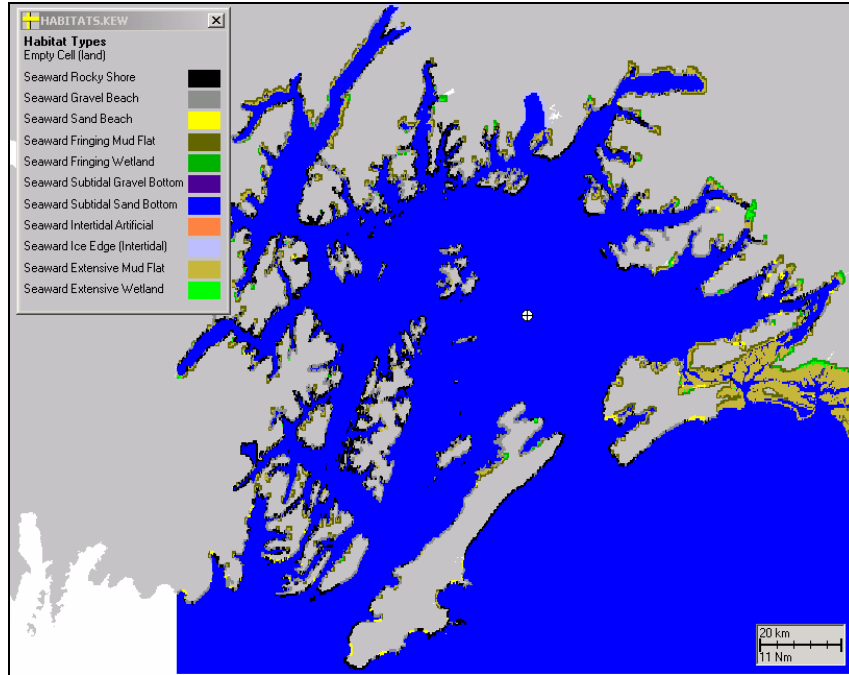 HABITATS.KEW
Habitat Types
Empty Cell (land)
Seaward Rocky Shore
Seaward Gravel Beach
Seaward Sand Beach
Seaward Fringing Mud Flat
Seaward Fringing Wetland
Seaward Subtidal Gravel Bottom
Seaward Subtidal Sand Bottom
Seaward Intertidal Artificial
Seaward Ice Edge (Intertidal)
Seaward Extensive Mud Flat
Seaward Extensive Wetland
20 km
11 Nm